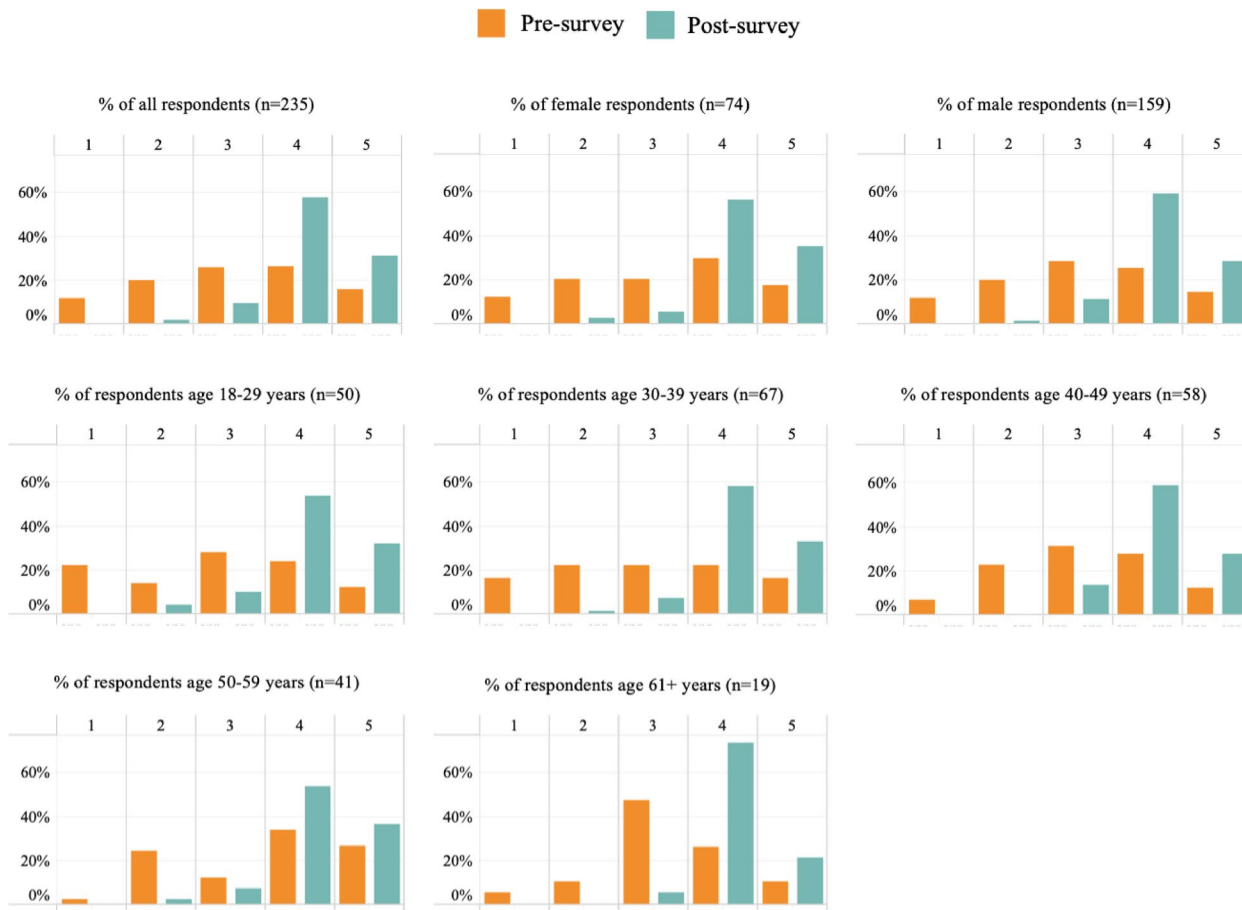 Pre-survey Post-survey
% of all respondents (n=235)
1 2 3 4 5
60%
40%
20%
0%
% of female respondents (n=74)
1 2 3 4 5
60%
40%
20%
0%
% of male respondents (n=159)
1 2 3 4 5
60%
40%
20%
0%
% of respondents age 18-29 years (n=50)
1 2 3 4 5
60%
40%
20%
0%
% of respondents age 30-39 years (n=67)
1 2 3 4 5
60%
40%
20%
0%
% of respondents age 40-49 years (n=58)
1 2 3 4 5
60%
40%
20%
0%
% of respondents age 50-59 years (n=41)
1 2 3 4 5
60%
40%
20%
0%
% of respondents age 61+ years (n=19)
1 2 3 4 5
60%
40%
20%
0%